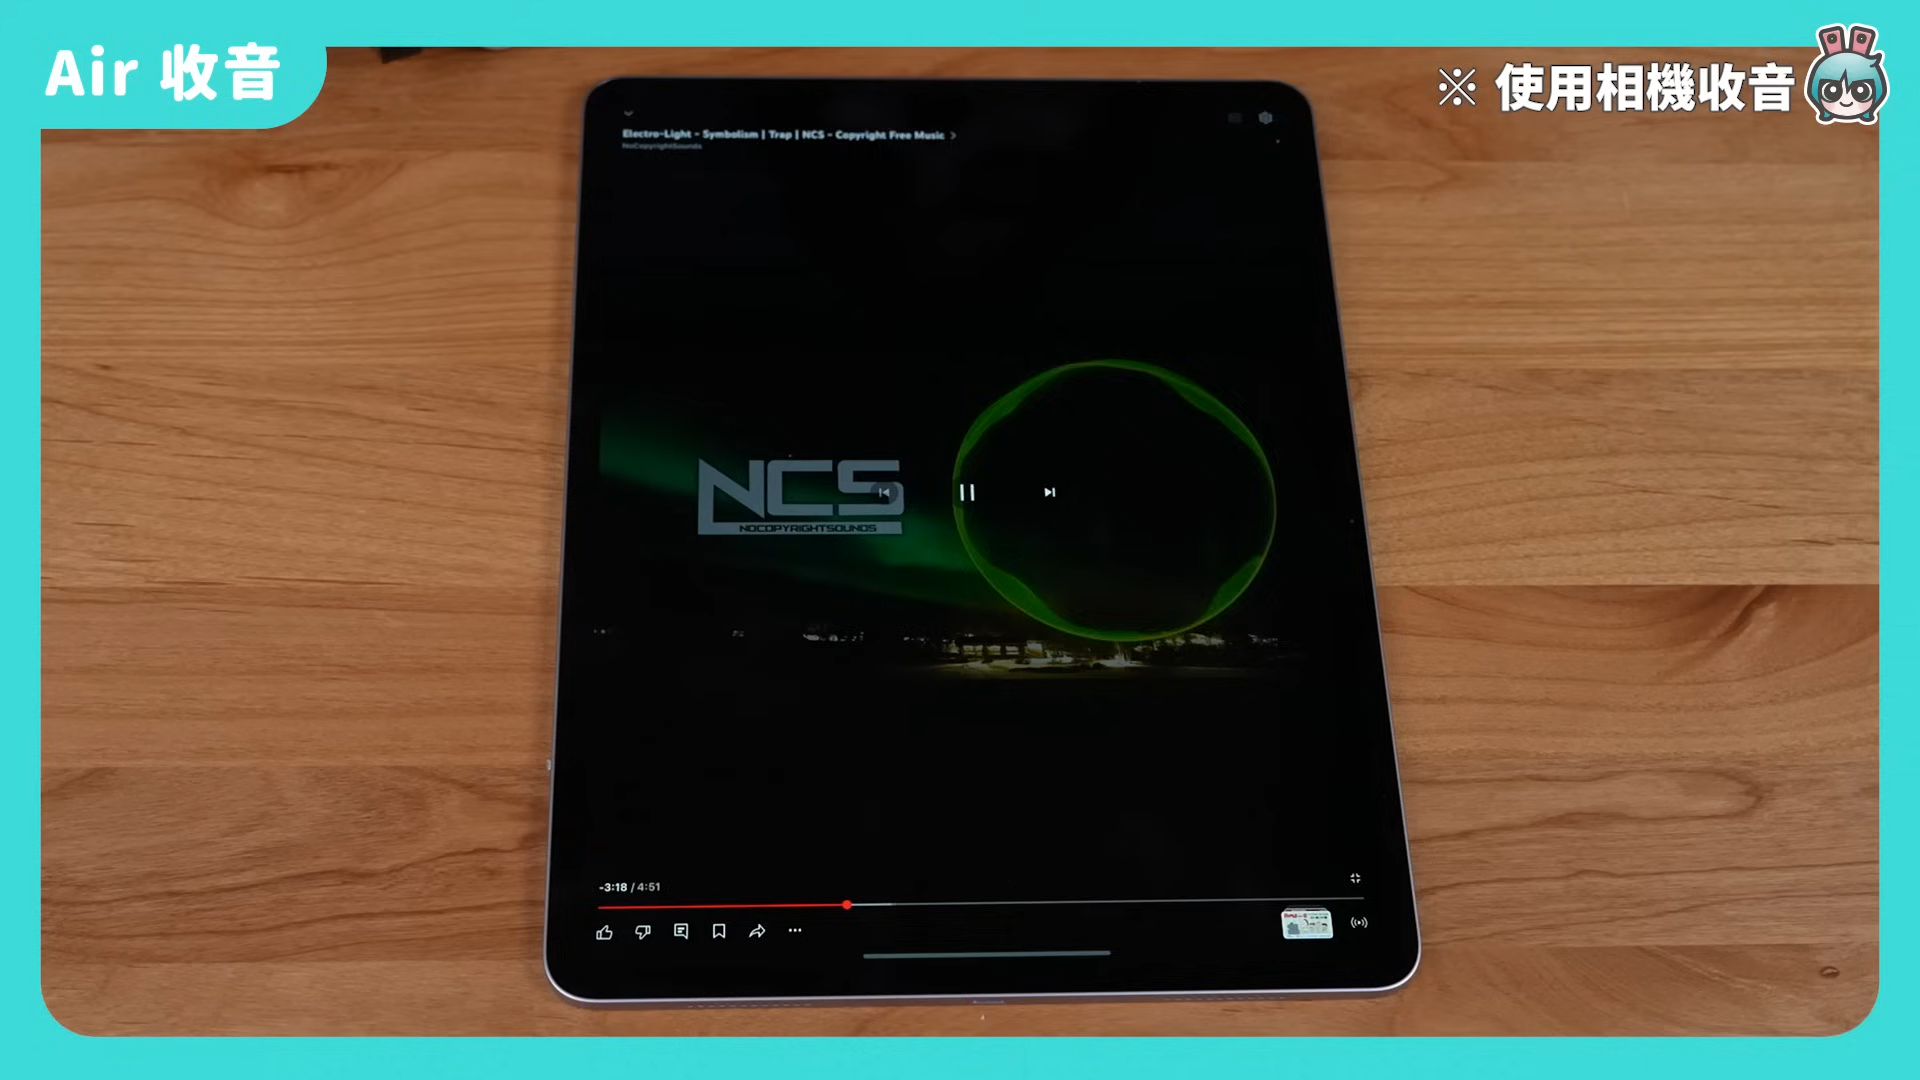 Air 收音
※ 使用相機收音
Electro-Light - Symbolism | Trap | NCS - Copyright Free Music
NoCopyrightSounds
NCS
NOCOPYRIGHTSOUNDS
-3:18 / 4:51